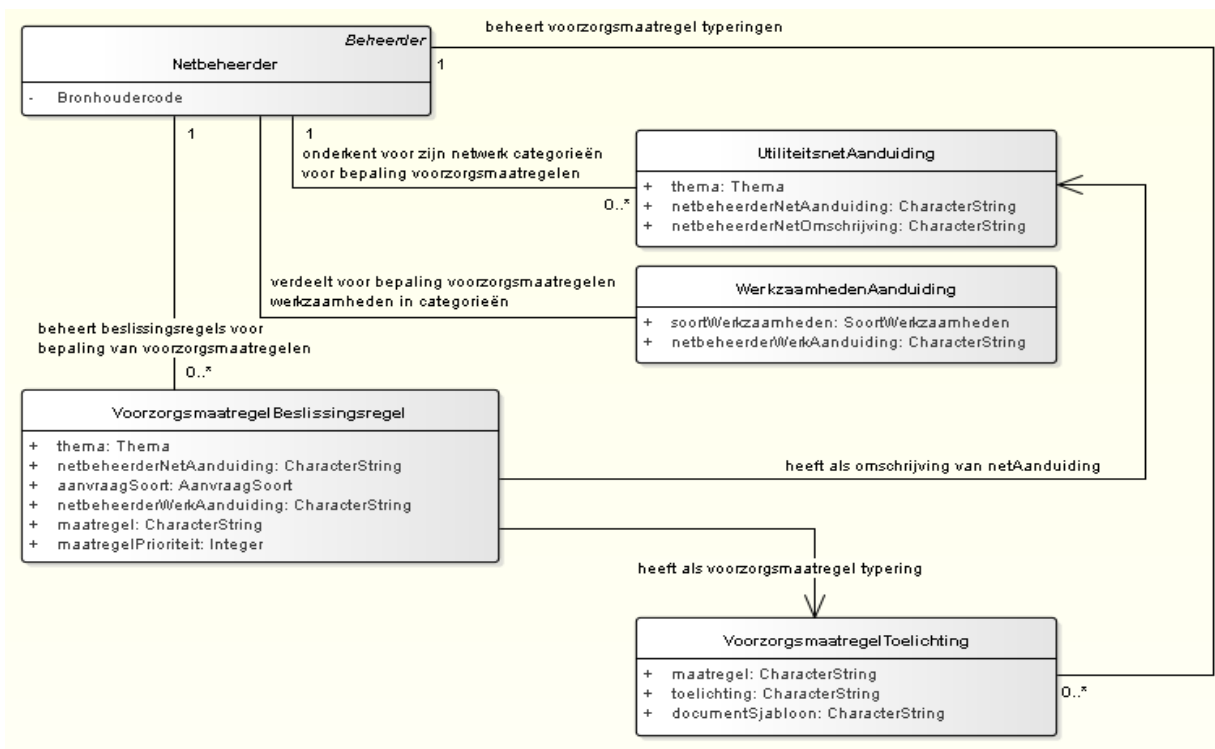 beheert voorzorgsmaatregel typeringen
Beheerder
Netbeheerder
1
- Bronhoudercode
1
1
onderkent voor zijn netwerk categorieën
voor bepaling voorzorgsmaatregelen
0..*
UtiliteitsnetAanduiding
+ thema: Thema
+ netbeheerderNetAanduiding: CharacterString
+ netbeheerderNetOmschrijving: CharacterString
verdeelt voor bepaling voorzorgsmaatregelen
werkzaamheden in categorieën
WerkzaamhedenAanduiding
+ soortWerkzaamheden: SoortWerkzaamheden
+ netbeheerderWerkAanduiding: CharacterString
beheert beslissingsregels voor
bepaling van voorzorgsmaatregelen
0..*
VoorzorgsmaatregelBeslissingsregel
+ thema: Thema
+ netbeheerderNetAanduiding: CharacterString
+ aanvraagSoort: AanvraagSoort
+ netbeheerderWerkAanduiding: CharacterString
+ maatregel: CharacterString
+ maatregelPrioriteit: Integer
heeft als omschrijving van netAanduiding
heeft als voorzorgsmaatregel typering
VoorzorgsmaatregelToelichting
+ maatregel: CharacterString
+ toelichting: CharacterString
+ documentSjabloon: CharacterString
0..*